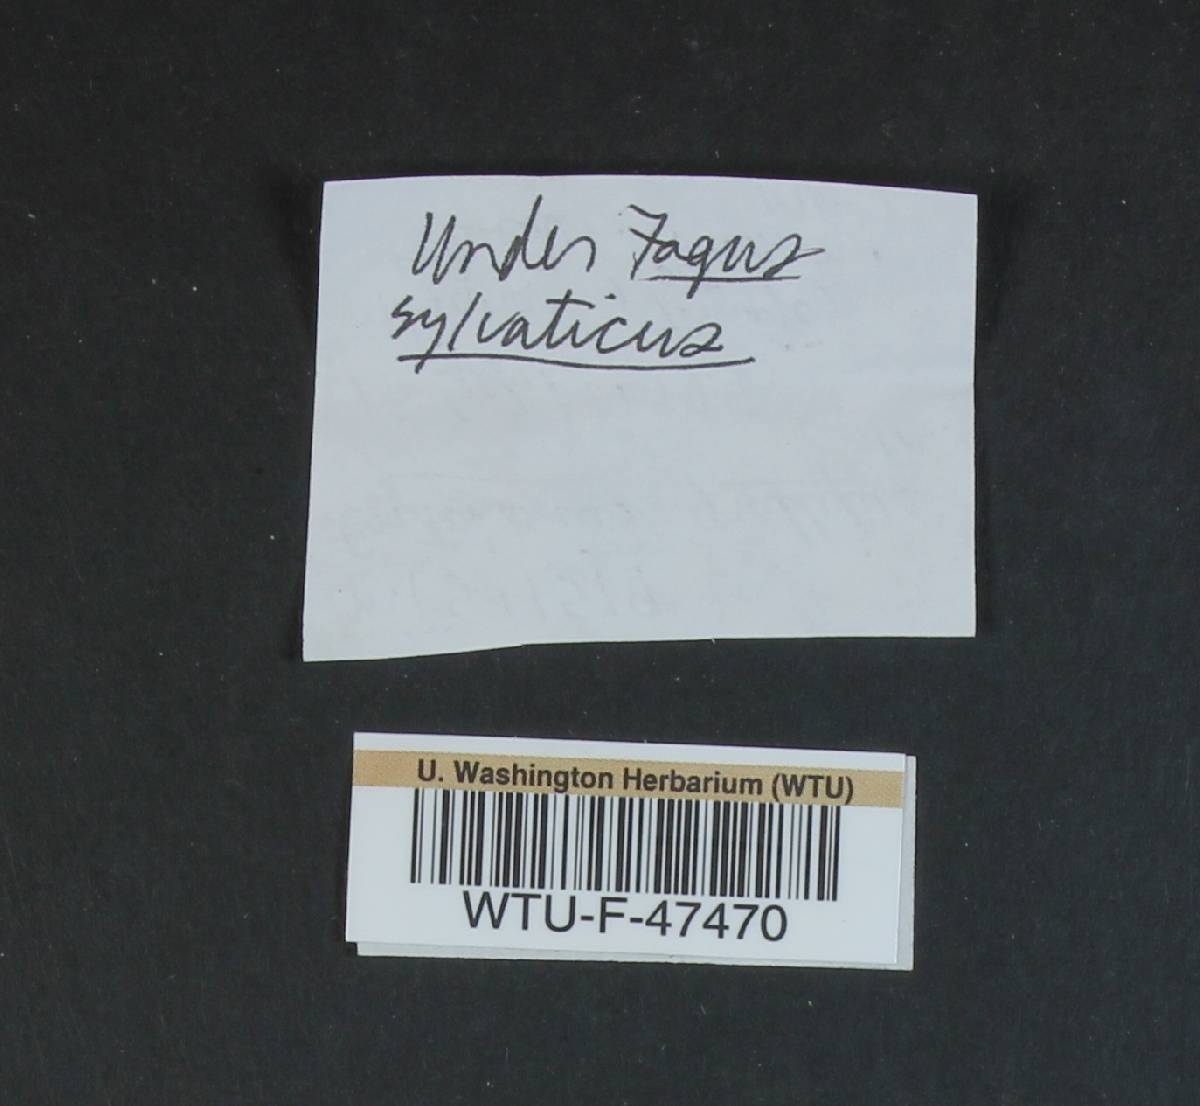 Under Fagus
sylvaticus
U. Washington Herbarium (WTU)
WTU-F-47470